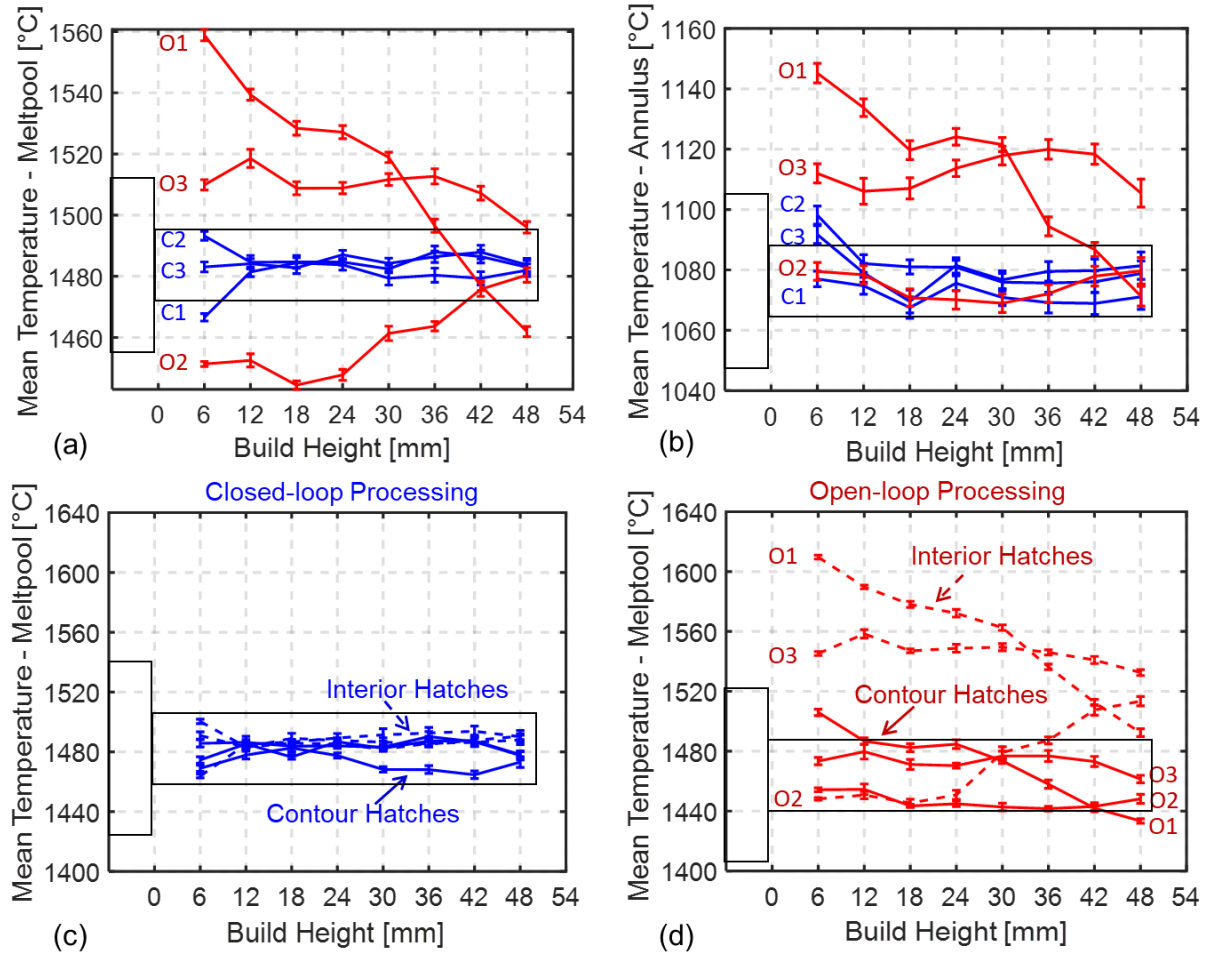 Mean Temperature - Meltpool [°C]
1560
1540
1520
1500
1480
1460
O1
O3
C2
C3
C1
O2
0 6 12 18 24 30 36 42 48 54
(a)
Build Height [mm]
Mean Temperature - Annulus [°C]
1160
1140
1120
1100
1080
1060
1040
O1
O3
C2
C3
O2
C1
0 6 12 18 24 30 36 42 48 54
(b)
Build Height [mm]
Closed-loop Processing
Mean Temperature - Meltpool [°C]
1640
1600
1560
1520
1480
1440
1400
Interior Hatches
Contour Hatches
0 6 12 18 24 30 36 42 48 54
(c)
Build Height [mm]
Open-loop Processing
Mean Temperature - Melptool [°C]
1640
1600
1560
1520
1480
1440
1400
O1
Interior Hatches
O3
Contour Hatches
O2
O3
O2
O1
0 6 12 18 24 30 36 42 48 54
(d)
Build Height [mm]